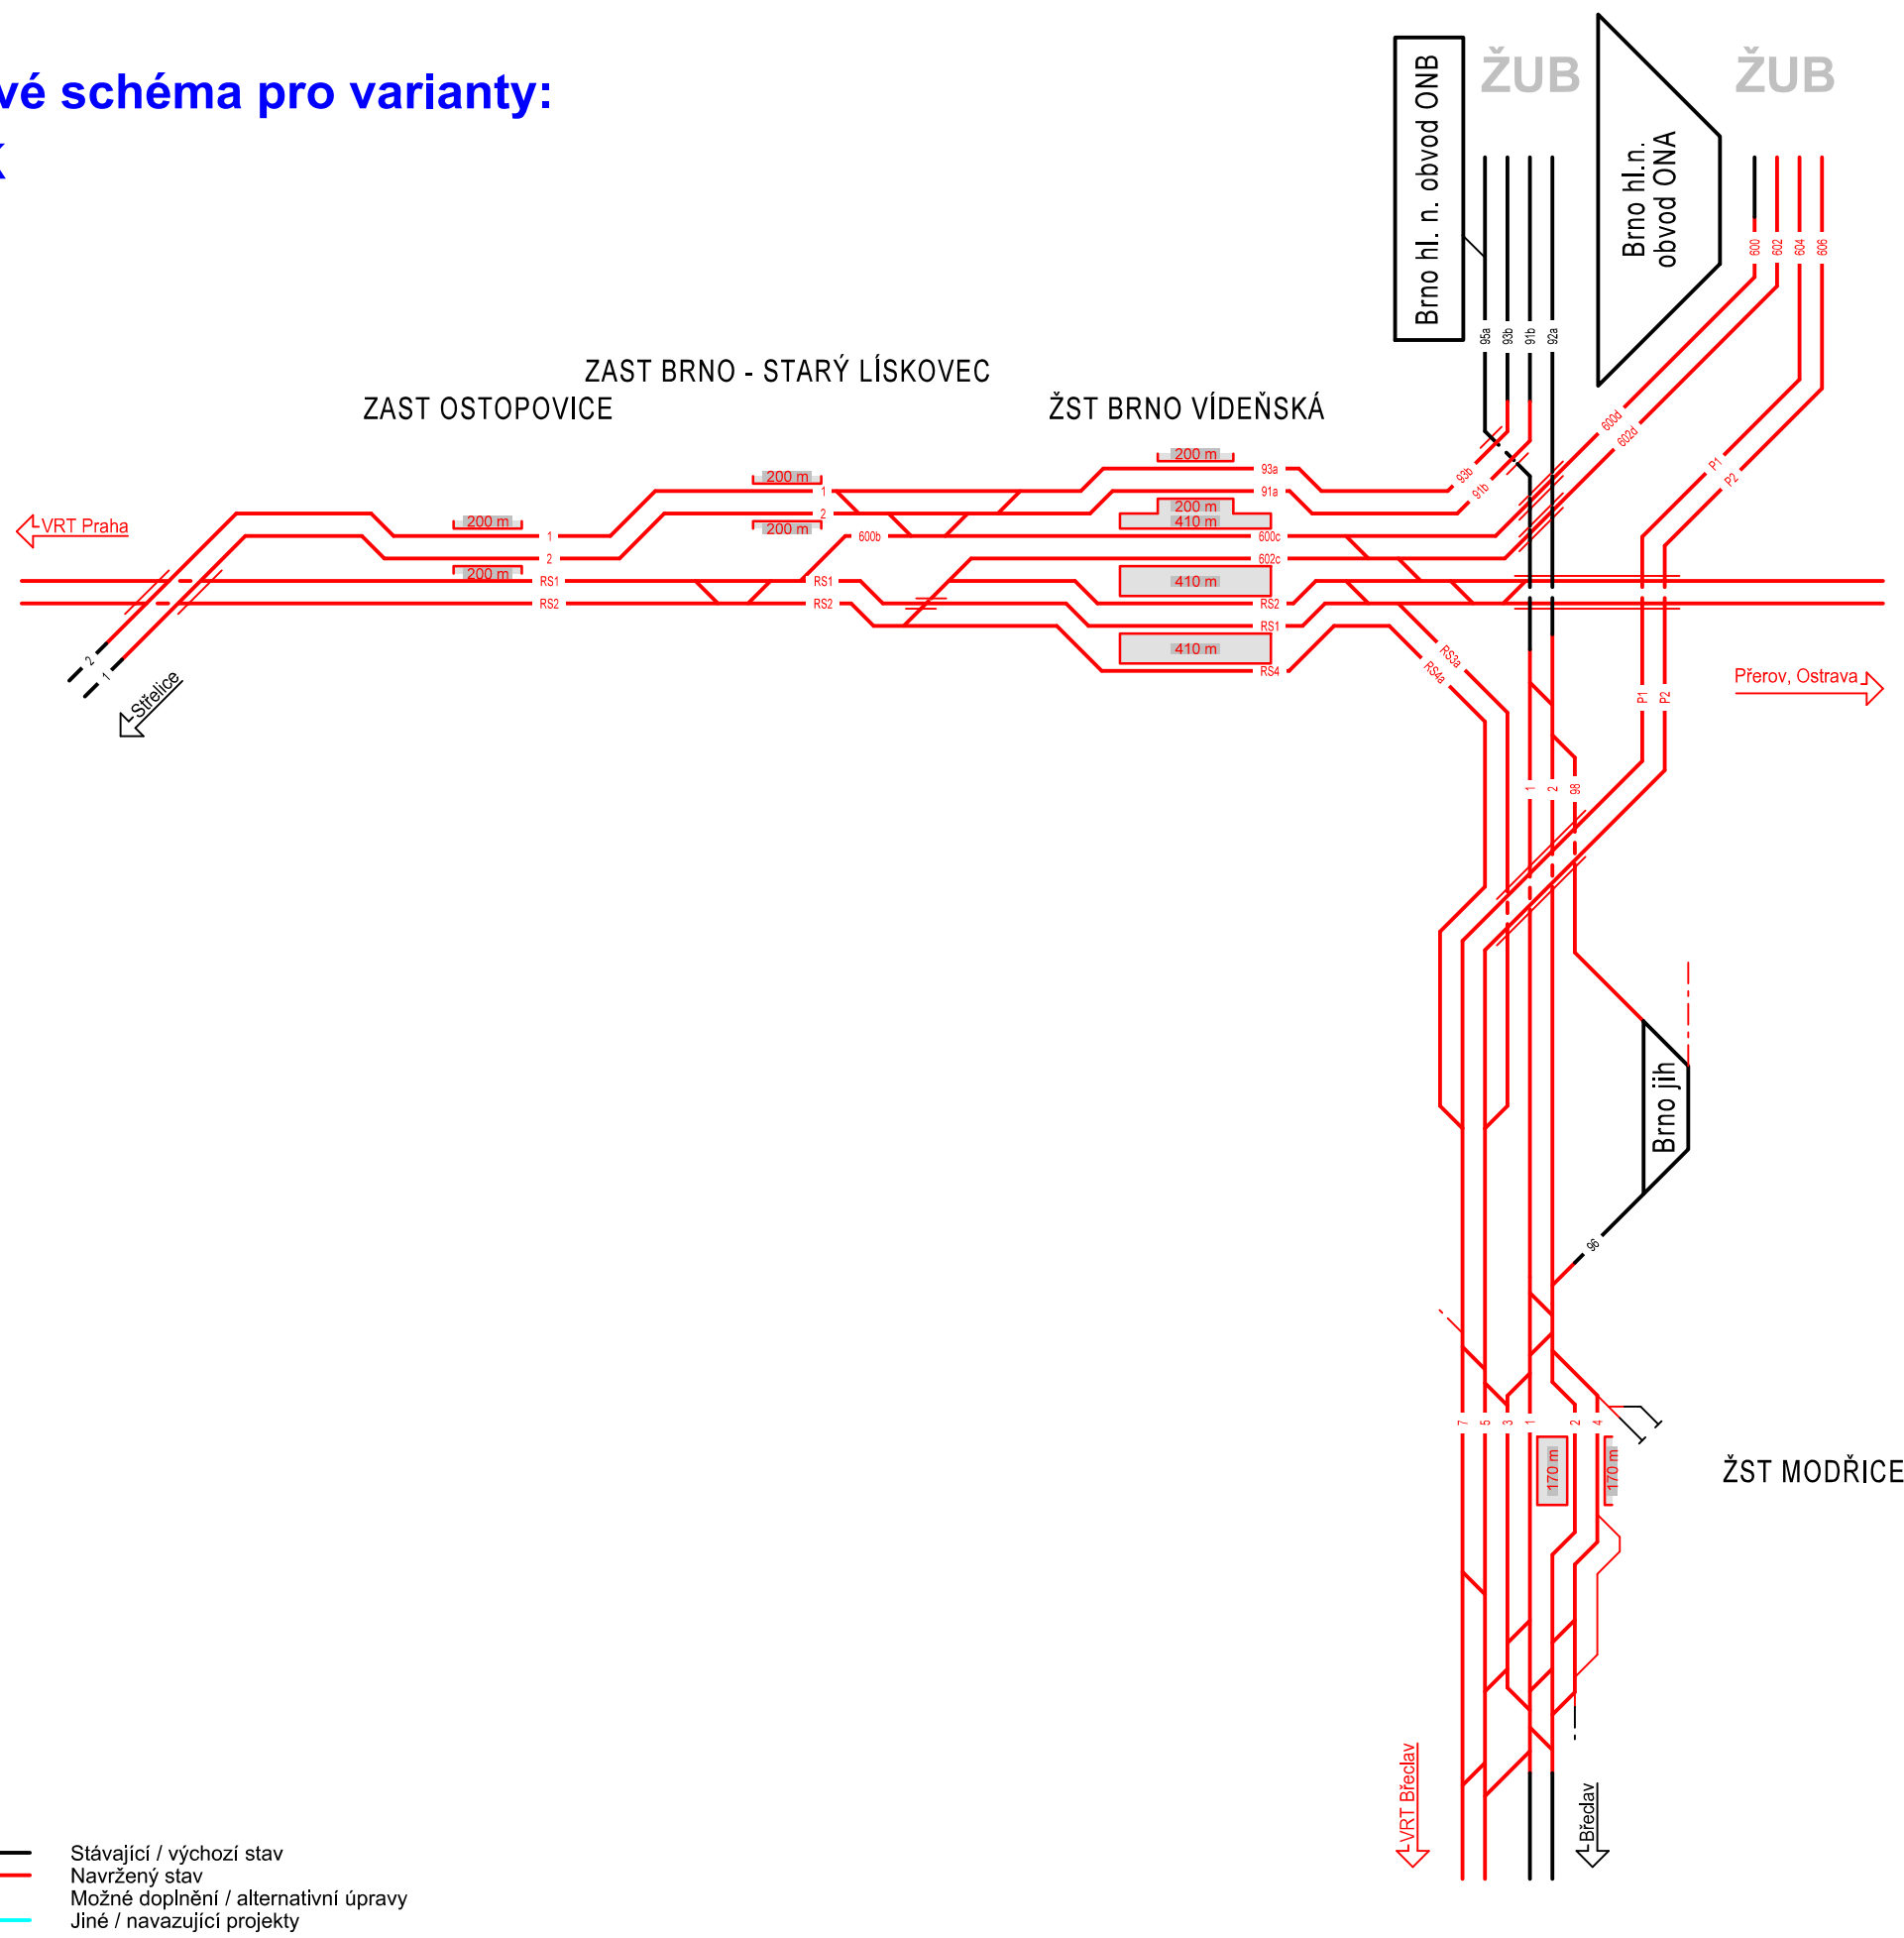 vé schéma pro varianty:
ŽUB
ŽUB
Brno hl. n. obvod ONB
Brno hl.n.
obvod ONA
600
602
604
606
95a
93b
91b
92a
ZAST BRNO - STARÝ LÍSKOVEC
ZAST OSTOPOVICE
ŽST BRNO VÍDEŇSKÁ
600d
602d
P1
P2
200 m
93a
93b
91b
200 m
1
91a
2
200 m
200 m
410 m
VRT Praha
200 m
1
600b
600c
2
602c
200 m
RS1
RS1
410 m
RS2
RS2
RS2
RS1
410 m
RS4
RS3a
RS4a
2
1
Střelice
P1
P2
Přerov, Ostrava
1
2
98
Brno jih
96
7
5
3
1
2
4
170 m
170 m
ŽST MODŘICE
VRT Břeclav
Břeclav
Stávající / výchozí stav
Navržený stav
Možné doplnění / alternativní úpravy
Jiné / navazující projekty